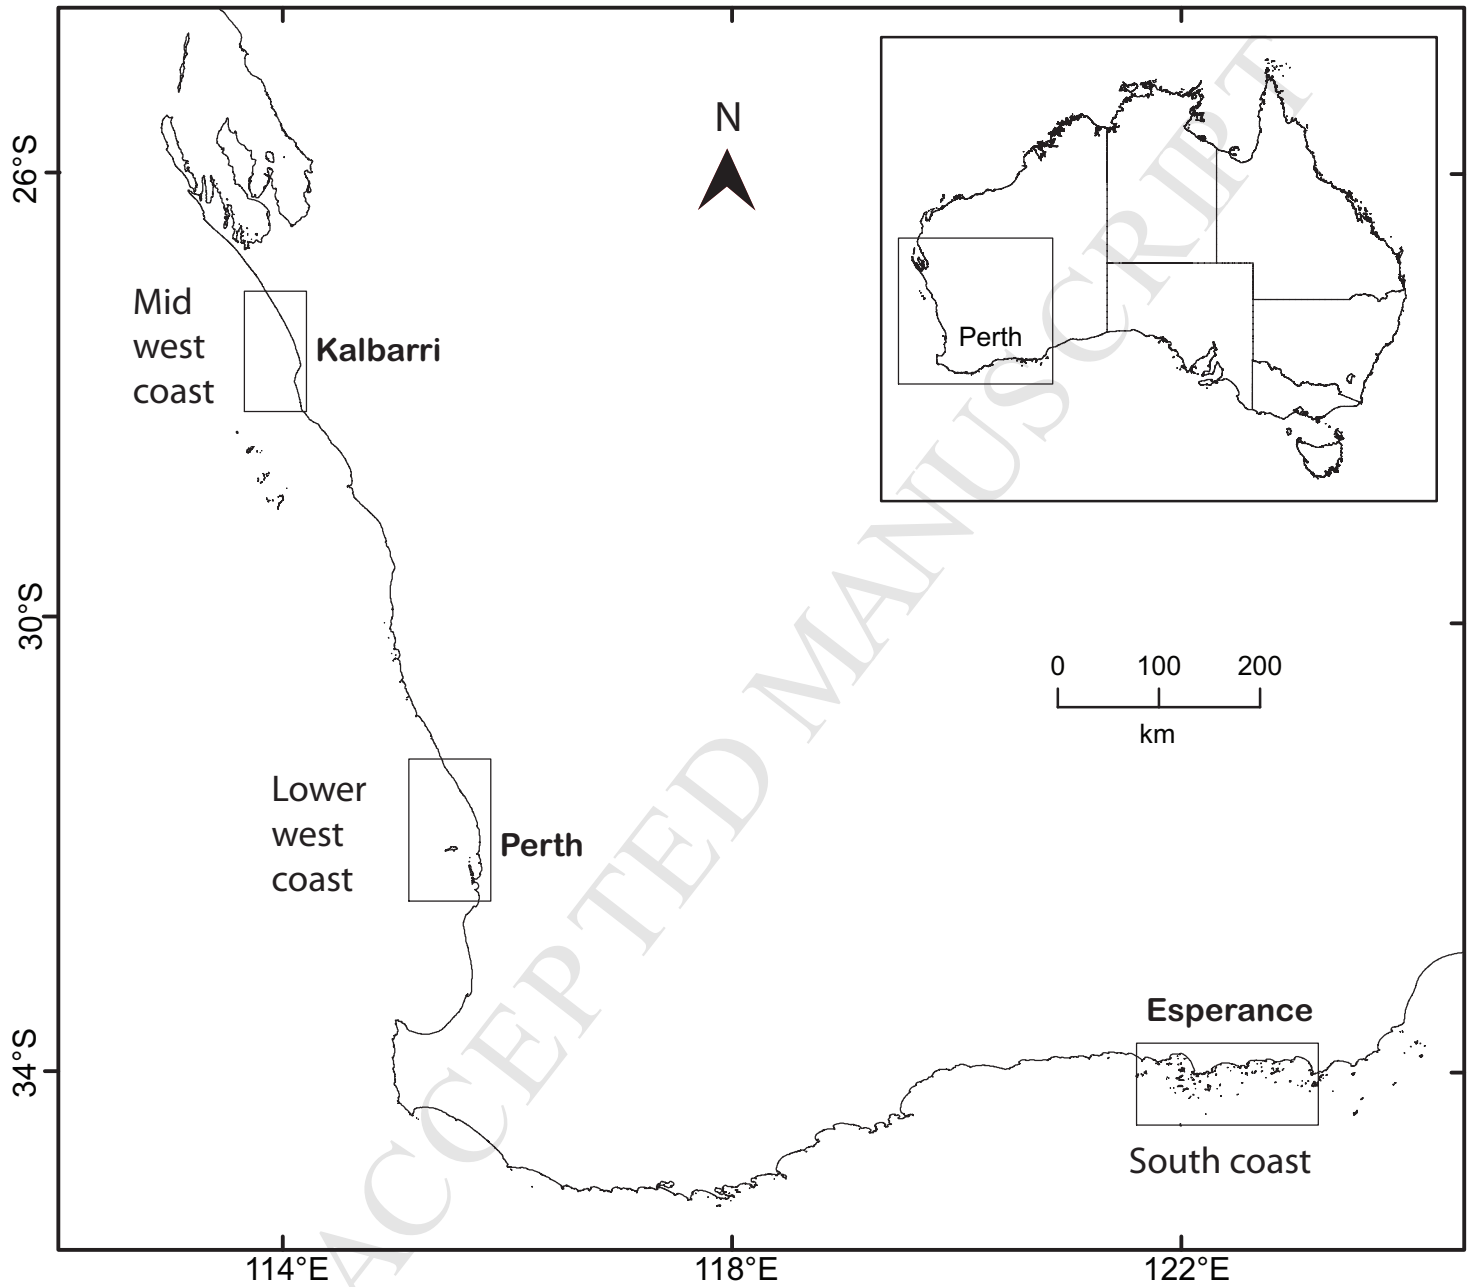 N
26°S
Mid
west
coast
Kalbarri
Perth
30°S
0 100 200
km
Lower
west
coast
Perth
Esperance
34°S
South coast
114°E 118°E 122°E
ACCEPTED MANUSCRIPT